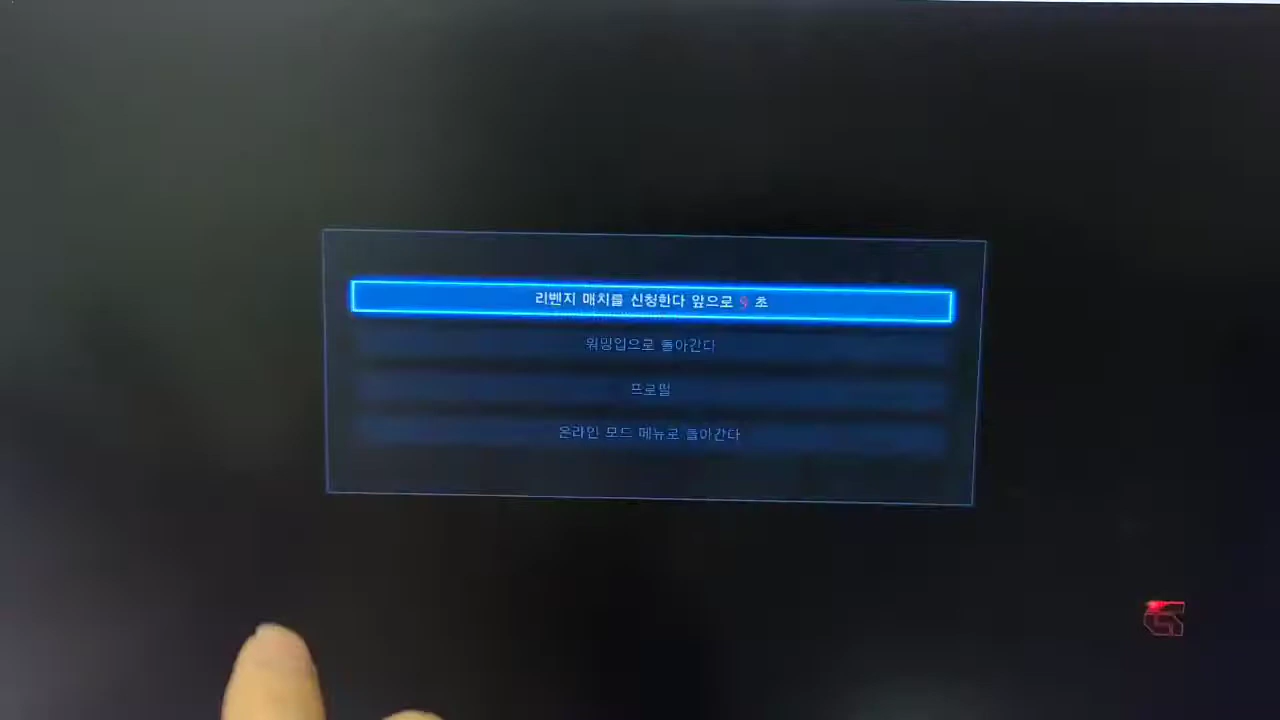 리벤지 매치를 신청한다 앞으로 9 초
워밍업으로 돌아간다
프로필
온라인 모드 메뉴로 돌아간다